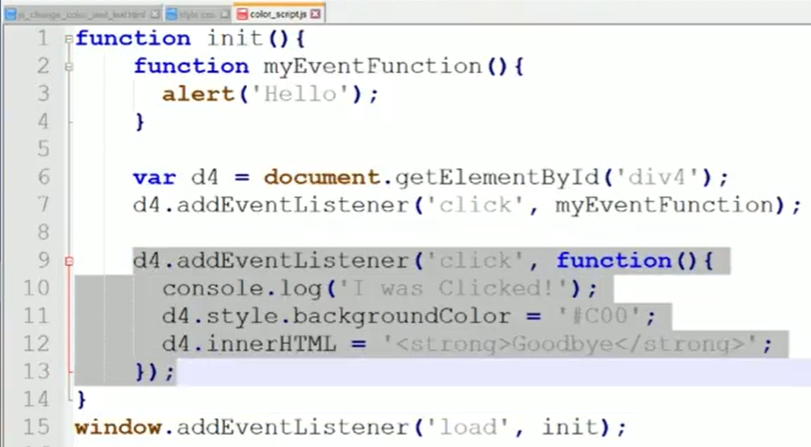 js_change_color_and_text.html style.css color_script.js
1 function init(){
2 function myEventFunction(){
3 alert('Hello');
4 }
5
6 var d4 = document.getElementById('div4');
7 d4.addEventListener('click', myEventFunction);
8
9 d4.addEventListener('click', function(){
10 console.log('I was Clicked!');
11 d4.style.backgroundColor = '#C00';
12 d4.innerHTML = '<strong>Goodbye</strong>';
13 });
14 }
15 window.addEventListener('load', init);